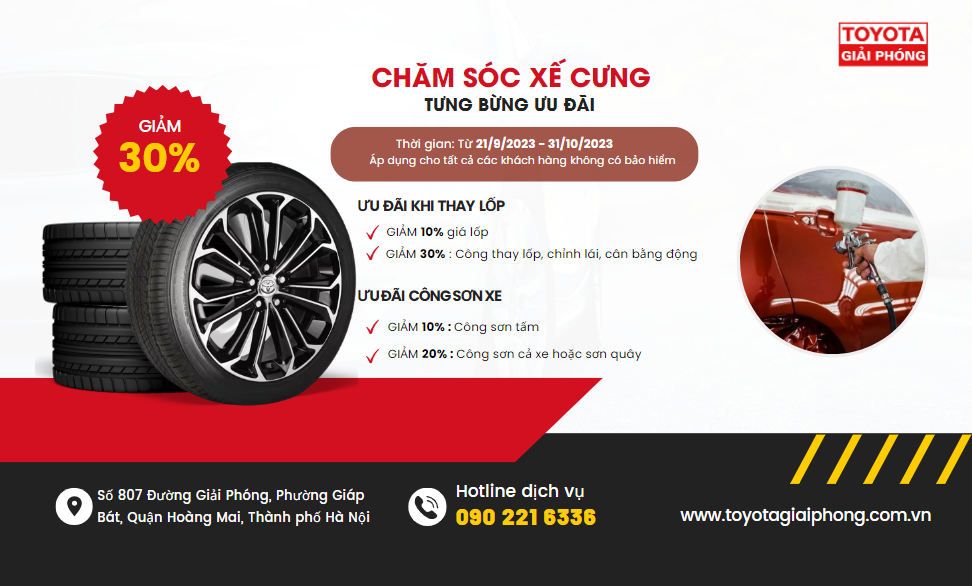 TOYOTA
GIẢI PHÓNG
CHĂM SÓC XẾ CƯNG
TƯNG BỪNG ƯU ĐÃI
GIẢM
30%
Thời gian: Từ 21/9/2023 - 31/10/2023
Áp dụng cho tất cả các khách hàng không có bảo hiểm
ƯU ĐÃI KHI THAY LỐP
GIẢM 10% giá lốp
GIẢM 30% : Công thay lốp, chỉnh lái, cân bằng động
ƯU ĐÃI CÔNG SƠN XE
GIẢM 10% : Công sơn tấm
GIẢM 20% : Công sơn cả xe hoặc sơn quây
Số 807 Đường Giải Phóng, Phường Giáp
Bát, Quận Hoàng Mai, Thành phố Hà Nội
Hotline dịch vụ
090 221 6336
www.toyotagiaiphong.com.vn